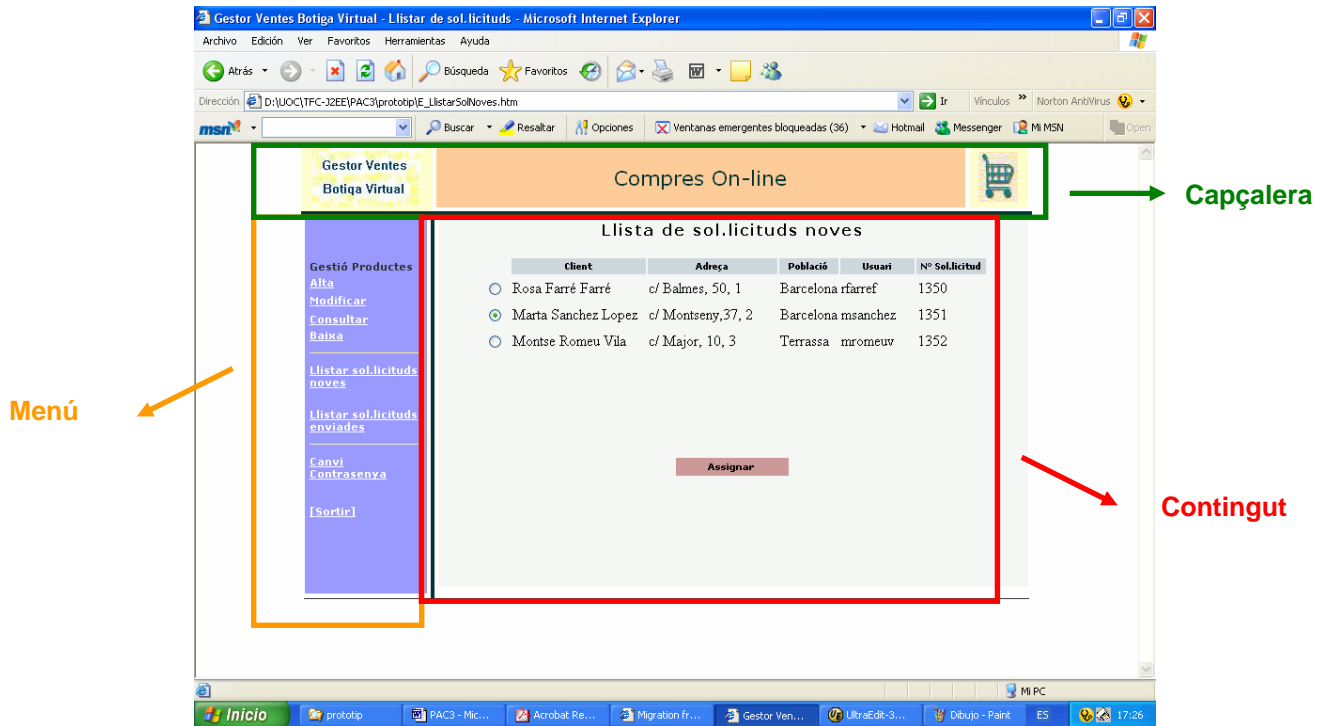 Gestor Ventes Botiga Virtual - Llistar de sol.licituds - Microsoft Internet Explorer
Archivo Edición Ver Favoritos Herramientas Ayuda
Atrás Búsqueda Favoritos
Dirección D:\UOC\TFC-J2EE\PAC3\prototip\E_LlistarSolNoves.htm Ir Vínculos » Norton AntiVirus
msn Buscar Resaltar Opciones Ventanas emergentes bloqueadas (36) Hotmail Messenger Mi MSN Open
Gestor Ventes
Botiga Virtual
Compres On-line
Capçalera
Llista de sol.licituds noves
Gestió Productes
Alta
Modificar
Consultar
Baixa
Llistar sol.licituds
noves
Llistar sol.licituds
enviades
Canvi
Contrasenya
[Sortir]
Client Adreça Població Usuari Nº Sol.licitud
Rosa Farré Farré c/ Balmes, 50, 1 Barcelona rfarref 1350
Marta Sanchez Lopez c/ Montseny,37, 2 Barcelona msanchez 1351
Montse Romeu Vila c/ Major, 10, 3 Terrassa mromeuv 1352
Assignar
Menú
Contingut
Mi PC
Inicio prototip PAC3 - Mic... Acrobat Re... Migration fr... Gestor Ven... UltraEdit-3... Dibujo - Paint ES 17:26